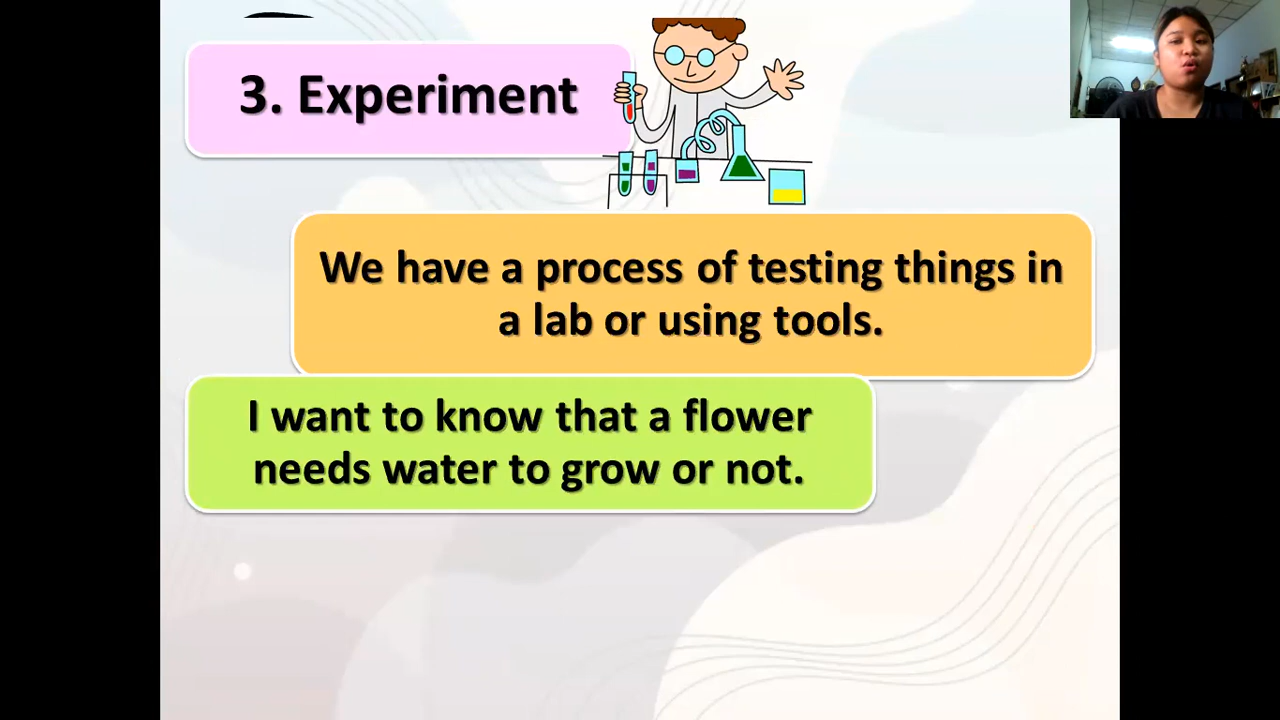 3. Experiment
We have a process of testing things in
a lab or using tools.
I want to know that a flower
needs water to grow or not.